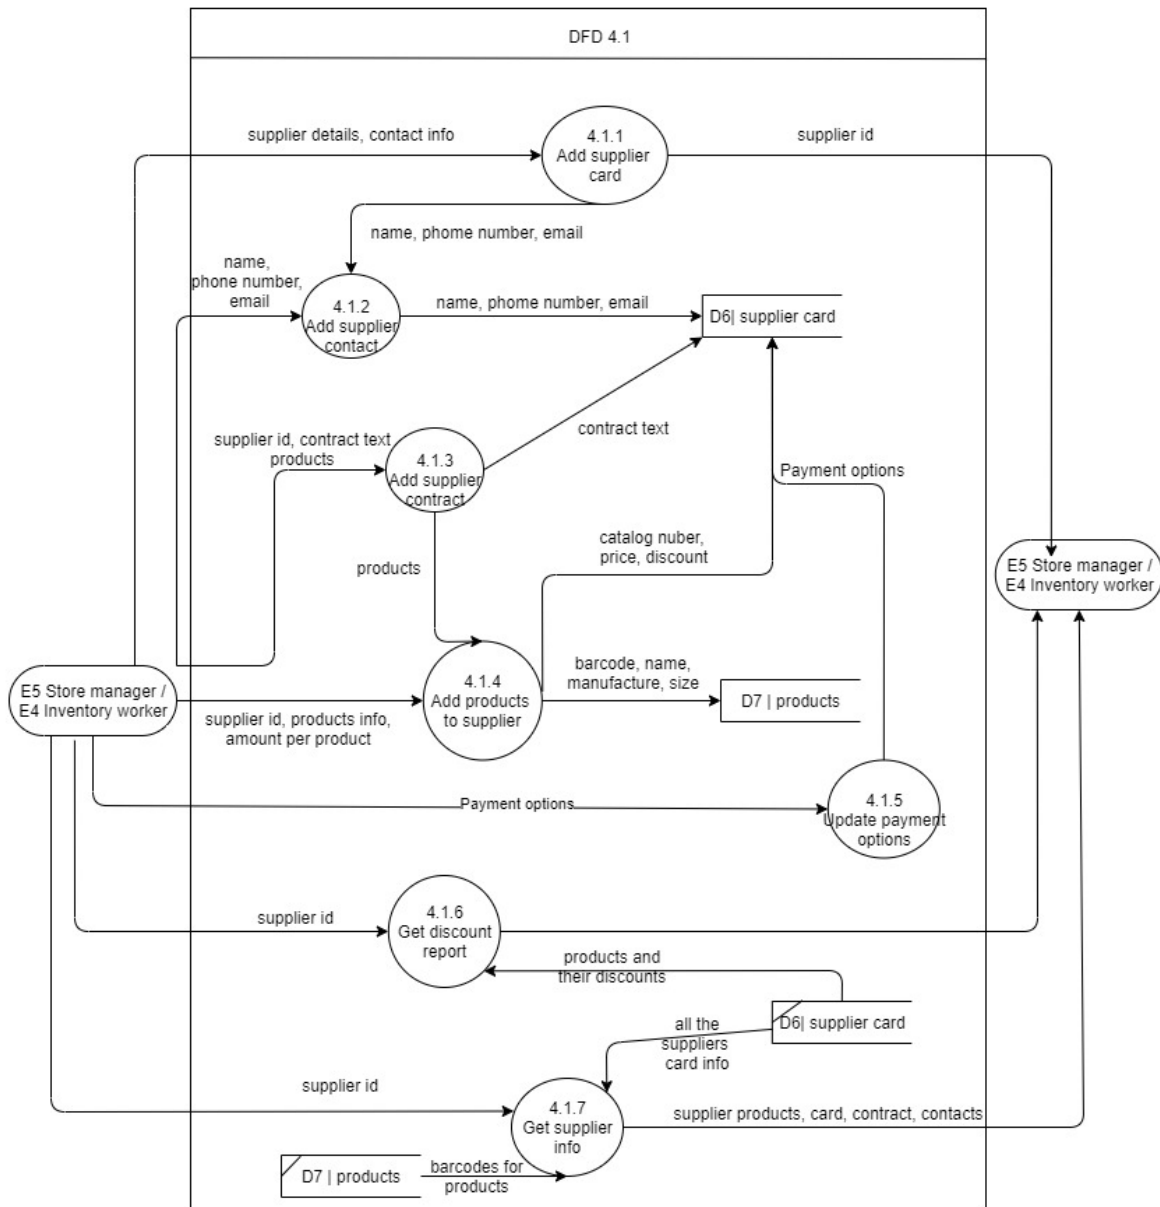 DFD 4.1
supplier details, contact info
4.1.1
Add supplier
card
supplier id
name, phome number, email
name,
phone number,
email
4.1.2
Add supplier
contact
name, phome number, email
D6| supplier card
contract text
supplier id, contract text
products
4.1.3
Add supplier
contract
Payment options
catalog nuber,
price, discount
products
E5 Store manager /
E4 Inventory worker
barcode, name,
manufacture, size
4.1.4
Add products
to supplier
D7 | products
E5 Store manager /
E4 Inventory worker
supplier id, products info,
amount per product
Payment options
4.1.5
Update payment
options
supplier id
4.1.6
Get discount
report
products and
their discounts
D6| supplier card
all the
suppliers
card info
supplier id
4.1.7
Get supplier
info
supplier products, card, contract, contacts
D7 | products
barcodes for
products